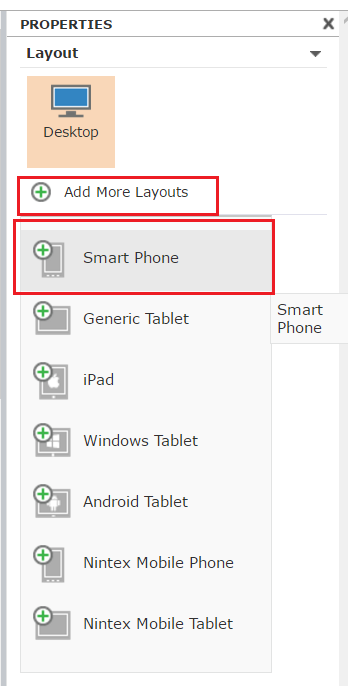 PROPERTIES
Layout
Desktop
Add More Layouts
Smart Phone
Generic Tablet
Smart
Phone
iPad
Windows Tablet
Android Tablet
Nintex Mobile Phone
Nintex Mobile Tablet